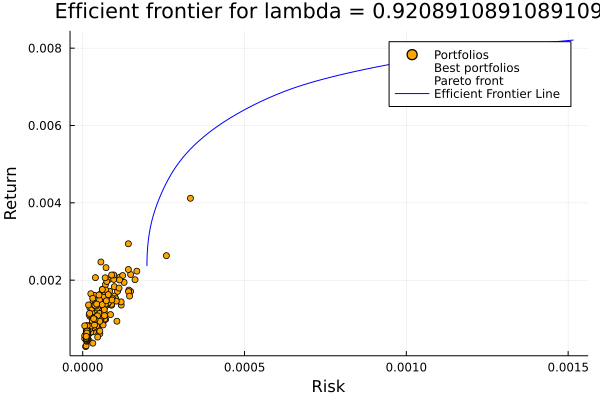 Efficient frontier for lambda = 0.9208910891089109
0.008
0.006
0.004
0.002
Return
Portfolios
Best portfolios
Pareto front
Efficient Frontier Line
0.0000
0.0005
0.0010
0.0015
Risk